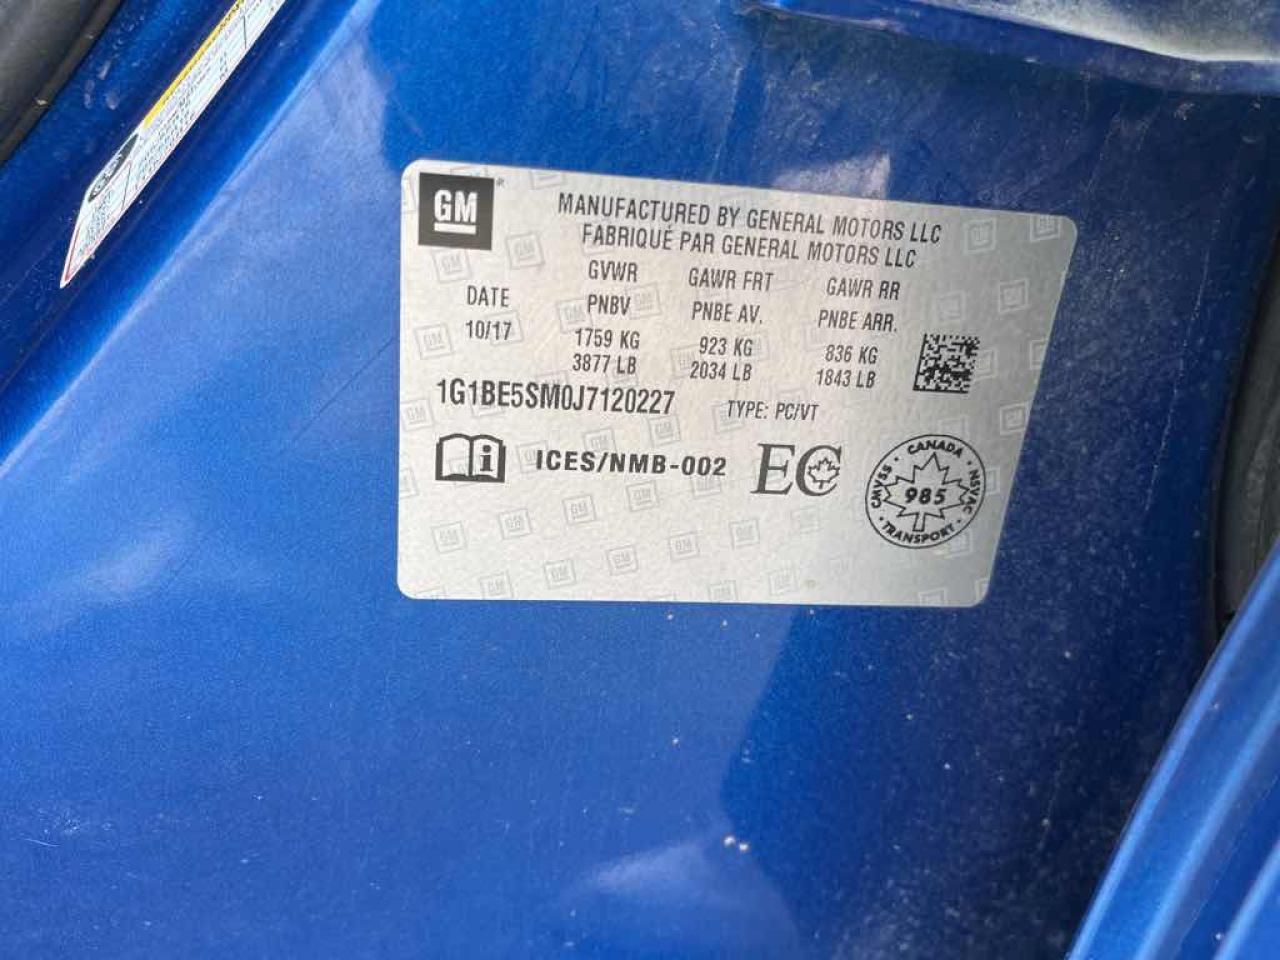 GM
MANUFACTURED BY GENERAL MOTORS LLC
FABRIQUÉ PAR GENERAL MOTORS LLC
DATE
10/17
GVWR
PNBV
1759 KG
3877 LB
GAWR FRT
PNBE AV.
923 KG
2034 LB
GAWR RR
PNBE ARR.
836 KG
1843 LB
1G1BE5SM0J7120227
TYPE: PC/VT
ICES/NMB-002
EC
CANADA
CMVSS
985
NSVAC
TRANSPORT